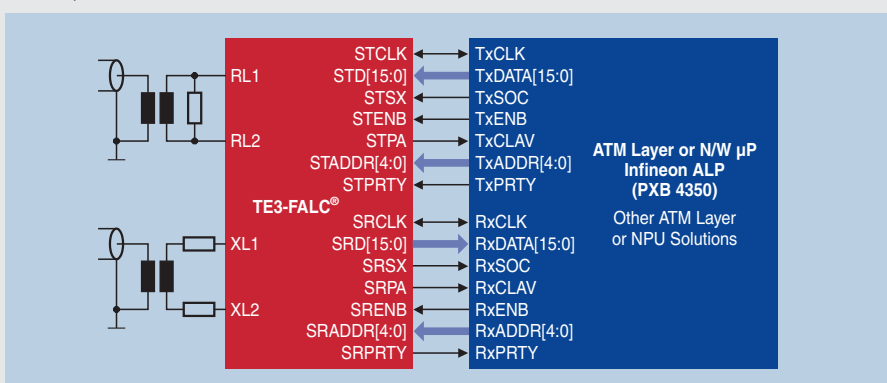 STCLK TxCLK
RL1 STD[15:0] TxDATA[15:0]
STSX TxSOC
STENB TxENB
RL2 STPA TxCLAV
STADDR[4:0] TxADDR[4:0]
STPRTY TxPRTY
TE3-FALC®
SRCLK RxCLK
XL1 SRD[15:0] RxDATA[15:0]
SRSX RxSOC
SRPA RxCLAV
XL2 SRENB RxENB
SRADDR[4:0] RxADDR[4:0]
SRPRTY RxPRTY
ATM Layer or N/W µP
Infineon ALP
(PXB 4350)
Other ATM Layer
or NPU Solutions